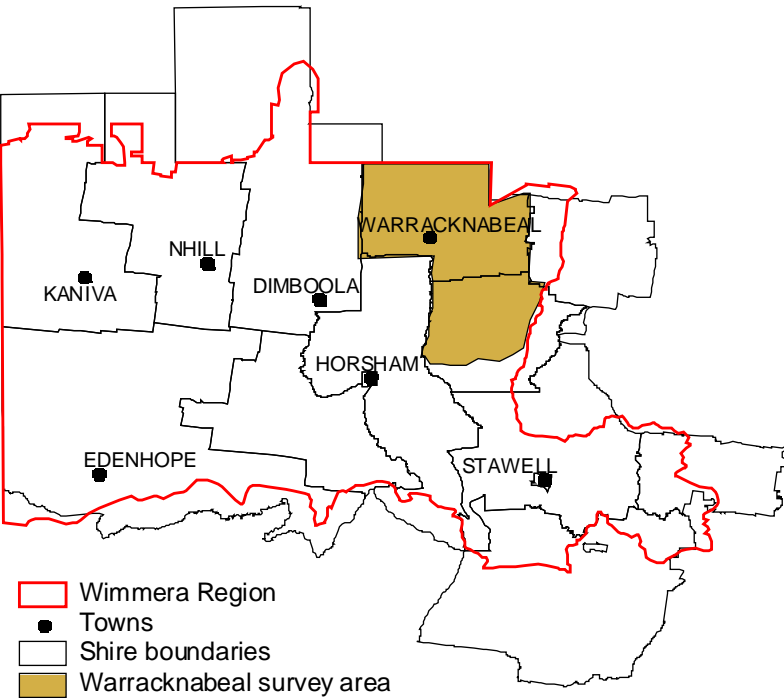 WARRACKNABEAL
NHILL
KANIVA
DIMBOOLA
HORSHAM
EDENHOPE
STAWELL
Wimmera Region
Towns
Shire boundaries
Warracknabeal survey area